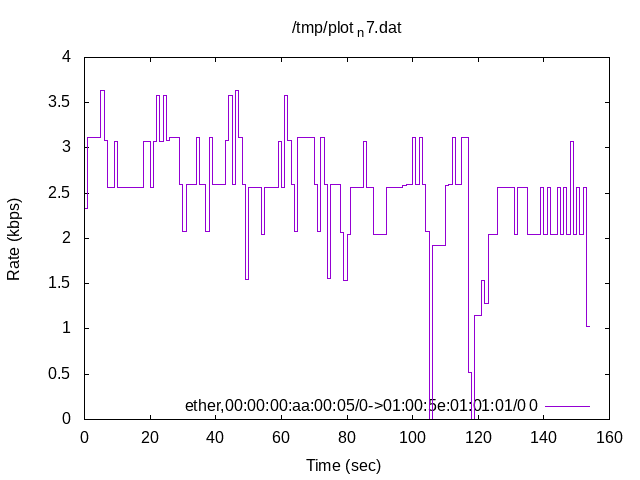 /tmp/plot n7.dat
4
3.5
3
2.5
2
1.5
1
0.5
0
Rate (kbps)
ether,00:00:00:aa:00:05/0->01:00:5e:01:01:01/0 0
0 20 40 60 80 100 120 140 160
Time (sec)